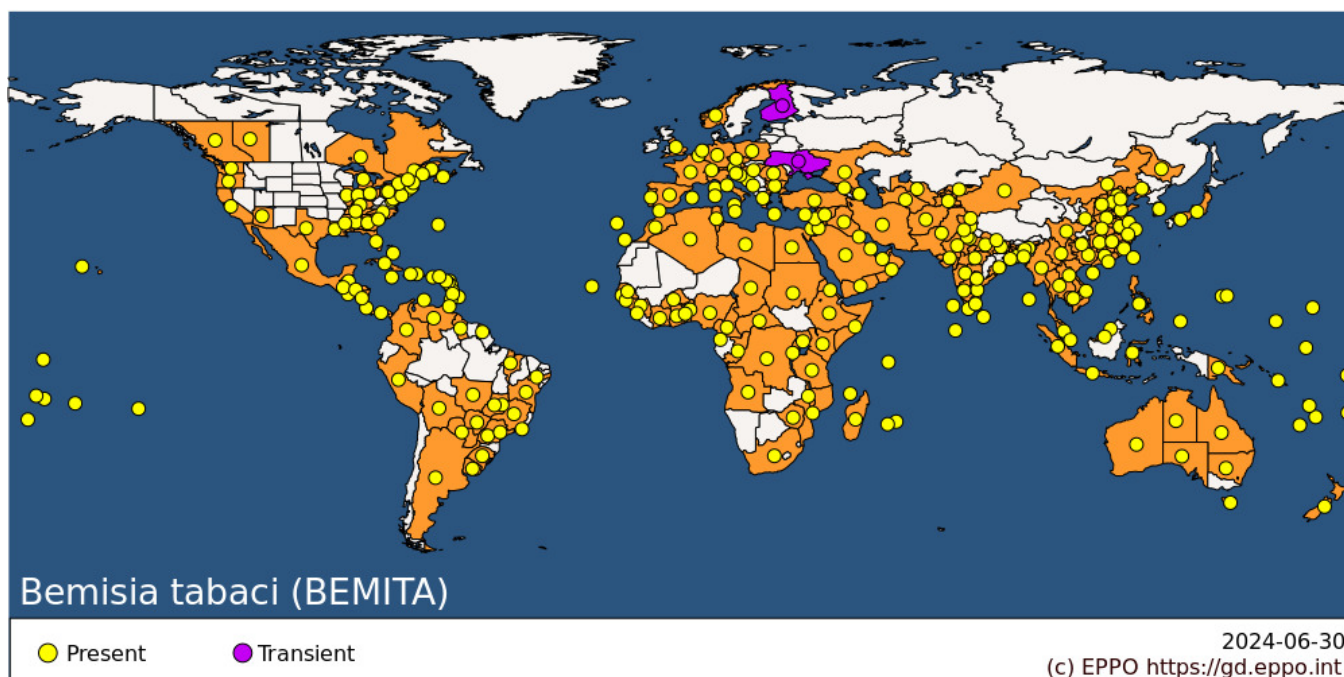 Bemisia tabaci (BEMITA)
Present
Transient
2024-06-30
(c) EPPO https://gd.eppo.int